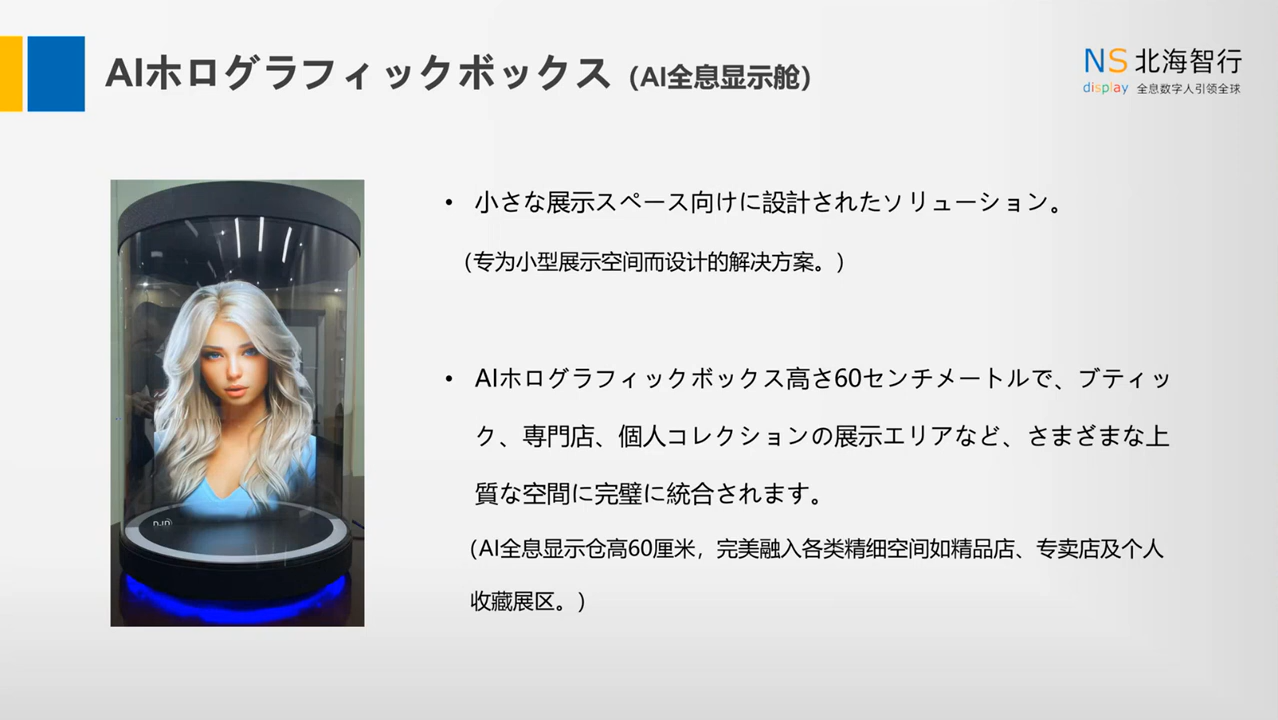 AIホログラフィックボックス（AI全息显示舱）
NS 北海智行
display 全息数字人引领全球
• 小さな展示スペース向けに設計されたソリューション。
（专为小型展示空间而设计的解决方案。）
• AIホログラフィックボックス高さ60センチメートルで、ブティッ
ク、専門店、個人コレクションの展示エリアなど、さまざまな上
質な空間に完璧に統合されます。
（AI全息显示仓高60厘米，完美融入各类精细空间如精品店、专卖店及个人
收藏展区。）